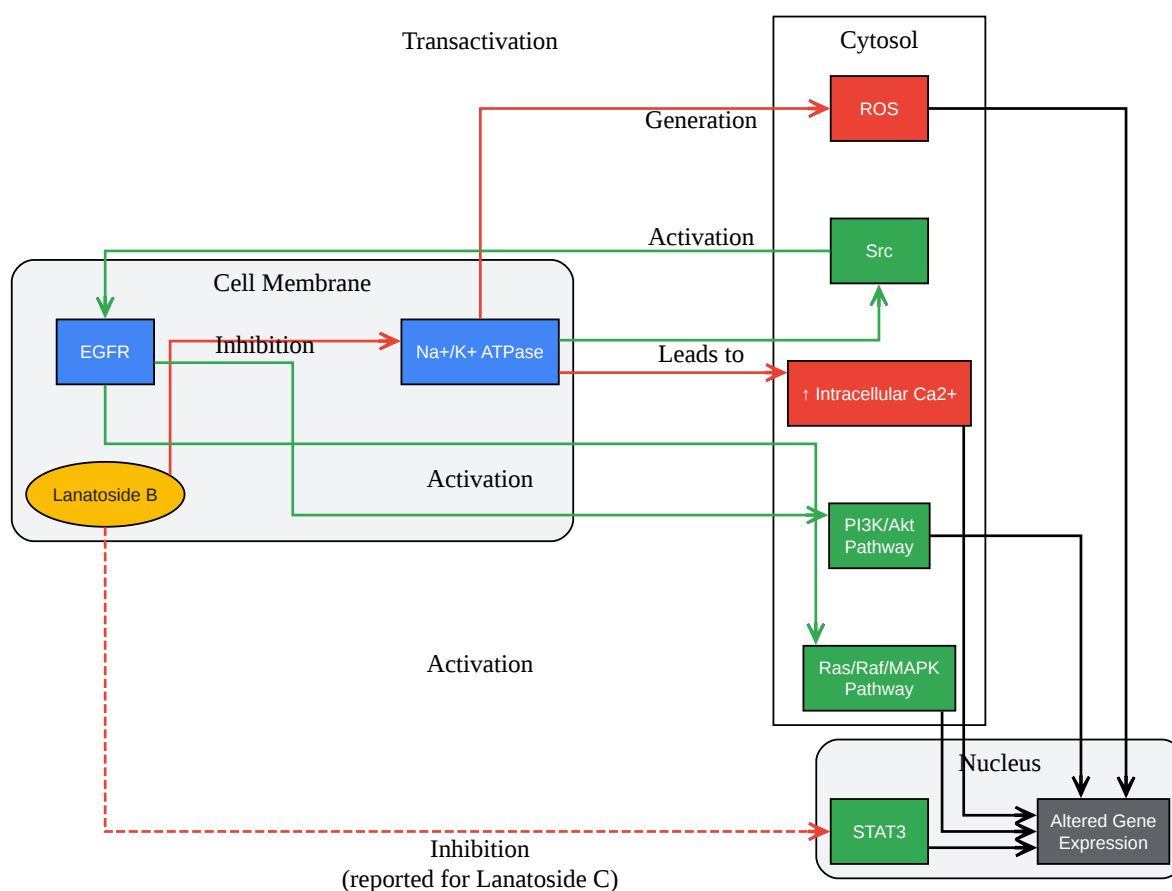 Transactivation
Cytosol
ROS
Generation
Src
Activation
Cell Membrane
EGFR
Inhibition
Na+/K+ ATPase
Leads to
↑ Intracellular Ca2+
Lanatoside B
Activation
PI3K/Akt
Pathway
Activation
Ras/Raf/MAPK
Pathway
Nucleus
STAT3
Altered Gene
Expression
Inhibition
(reported for Lanatoside C)